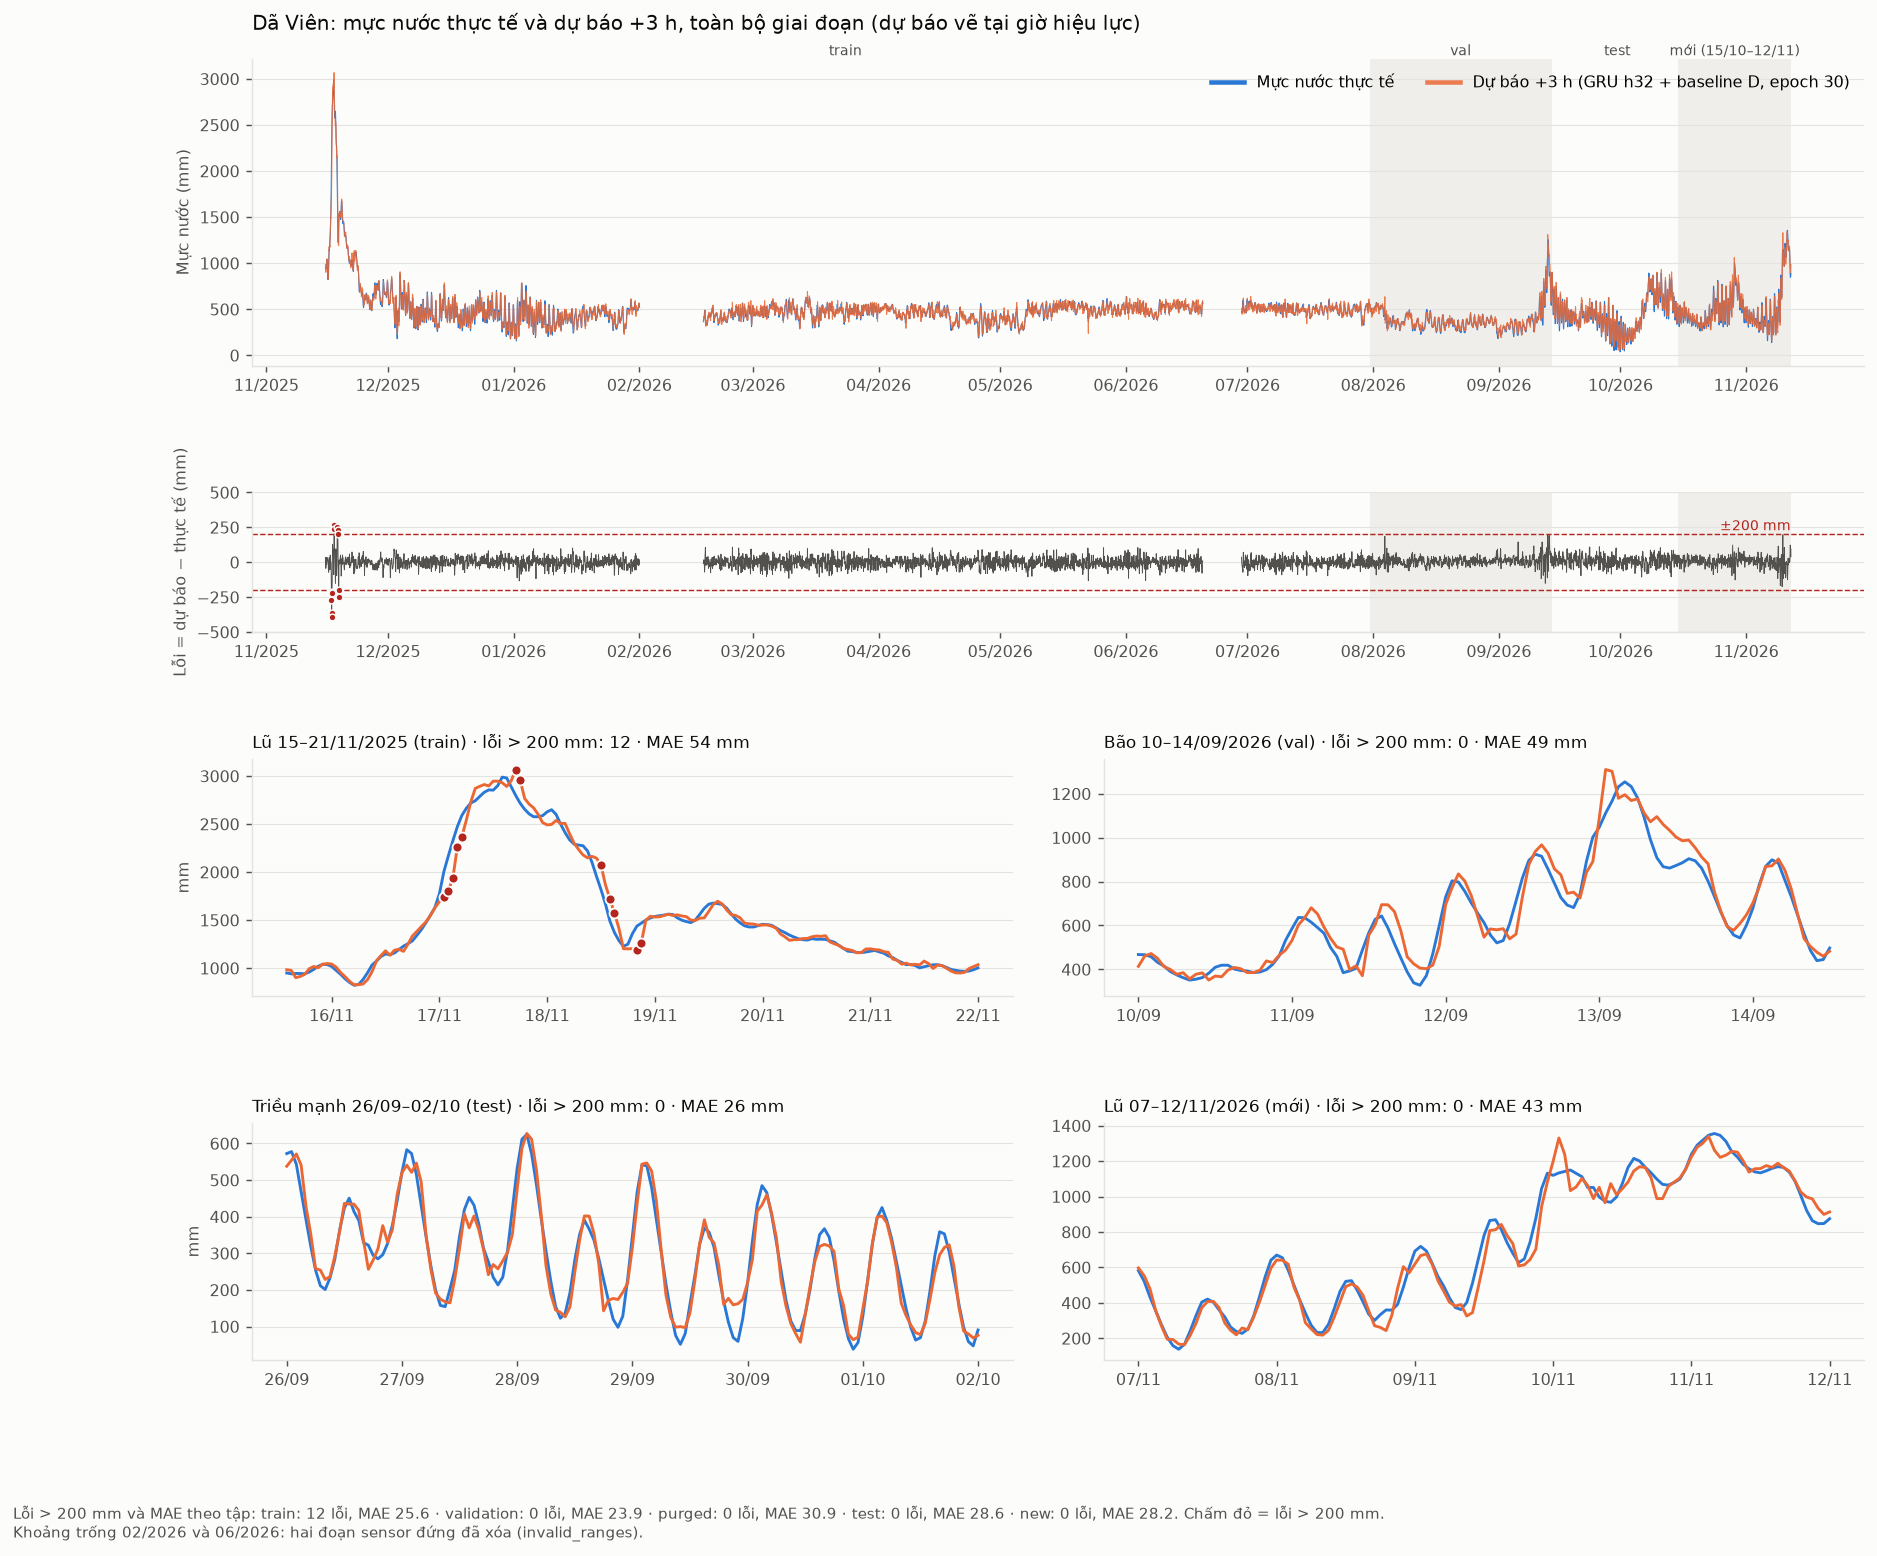 Dã Viên: mực nước thực tế và dự báo +3 h, toàn bộ giai đoạn (dự báo vẽ tại giờ hiệu lực)
train
val
test
mới (15/10–12/11)
Mực nước thực tế
Dự báo +3 h (GRU h32 + baseline D, epoch 30)
Mực nước (mm)
3000
2500
2000
1500
1000
500
0
11/2025 12/2025 01/2026 02/2026 03/2026 04/2026 05/2026 06/2026 07/2026 08/2026 09/2026 10/2026 11/2026
Lỗi = dự báo − thực tế (mm)
500
250
0
−250
−500
±200 mm
11/2025 12/2025 01/2026 02/2026 03/2026 04/2026 05/2026 06/2026 07/2026 08/2026 09/2026 10/2026 11/2026
Lũ 15–21/11/2025 (train) · lỗi > 200 mm: 12 · MAE 54 mm
mm
3000
2500
2000
1500
1000
16/11 17/11 18/11 19/11 20/11 21/11 22/11
Bão 10–14/09/2026 (val) · lỗi > 200 mm: 0 · MAE 49 mm
1200
1000
800
600
400
10/09 11/09 12/09 13/09 14/09
Triều mạnh 26/09–02/10 (test) · lỗi > 200 mm: 0 · MAE 26 mm
mm
600
500
400
300
200
100
26/09 27/09 28/09 29/09 30/09 01/10 02/10
Lũ 07–12/11/2026 (mới) · lỗi > 200 mm: 0 · MAE 43 mm
1400
1200
1000
800
600
400
200
07/11 08/11 09/11 10/11 11/11 12/11
Lỗi > 200 mm và MAE theo tập: train: 12 lỗi, MAE 25.6 · validation: 0 lỗi, MAE 23.9 · purged: 0 lỗi, MAE 30.9 · test: 0 lỗi, MAE 28.6 · new: 0 lỗi, MAE 28.2. Chấm đỏ = lỗi > 200 mm.
Khoảng trống 02/2026 và 06/2026: hai đoạn sensor đứng đã xóa (invalid_ranges).